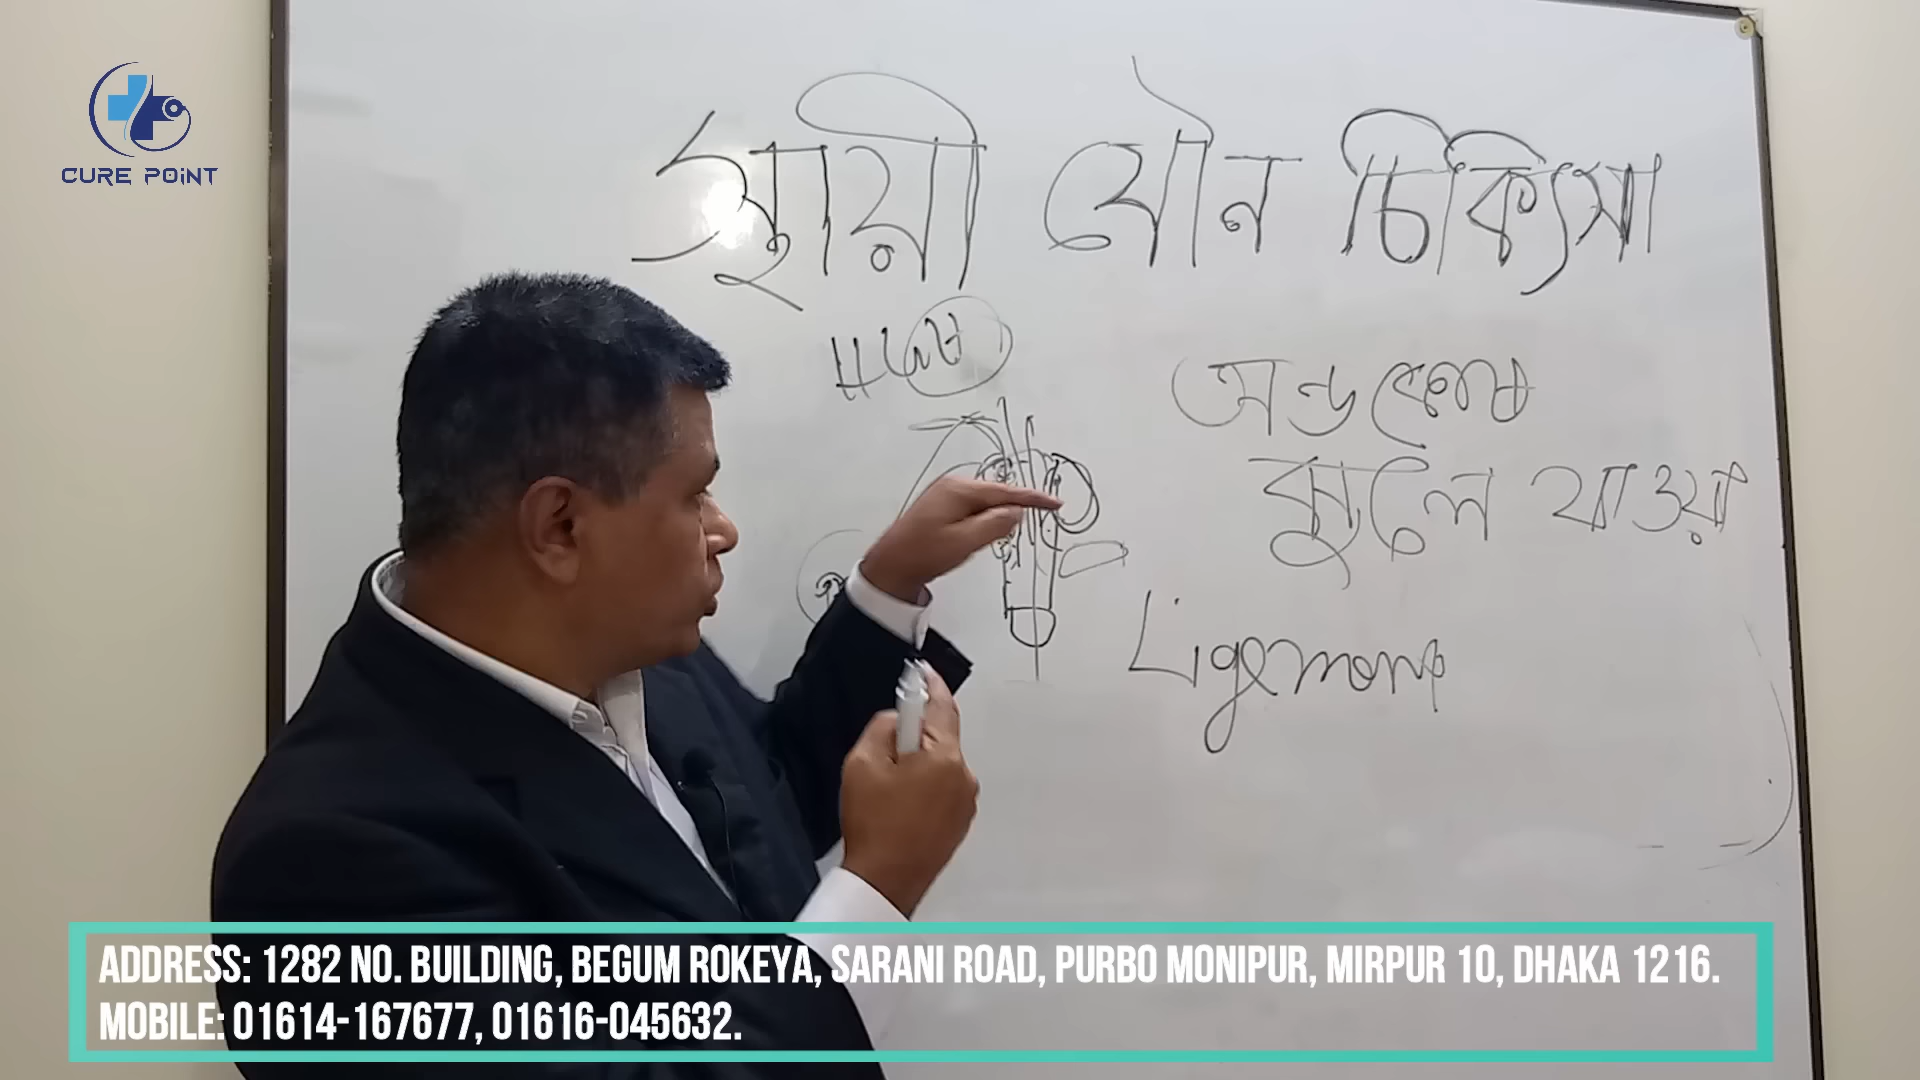 CURE POINT
স্থায়ী যৌন চিকিৎসা
অন্ডকোষ
ঝুলে যাওয়া
ADDRESS: 1282 NO. BUILDING, BEGUM ROKEYA, SARANI ROAD, PURBO MONIPUR, MIRPUR 10, DHAKA 1216.
MOBILE: 01614-167677, 01616-045632.